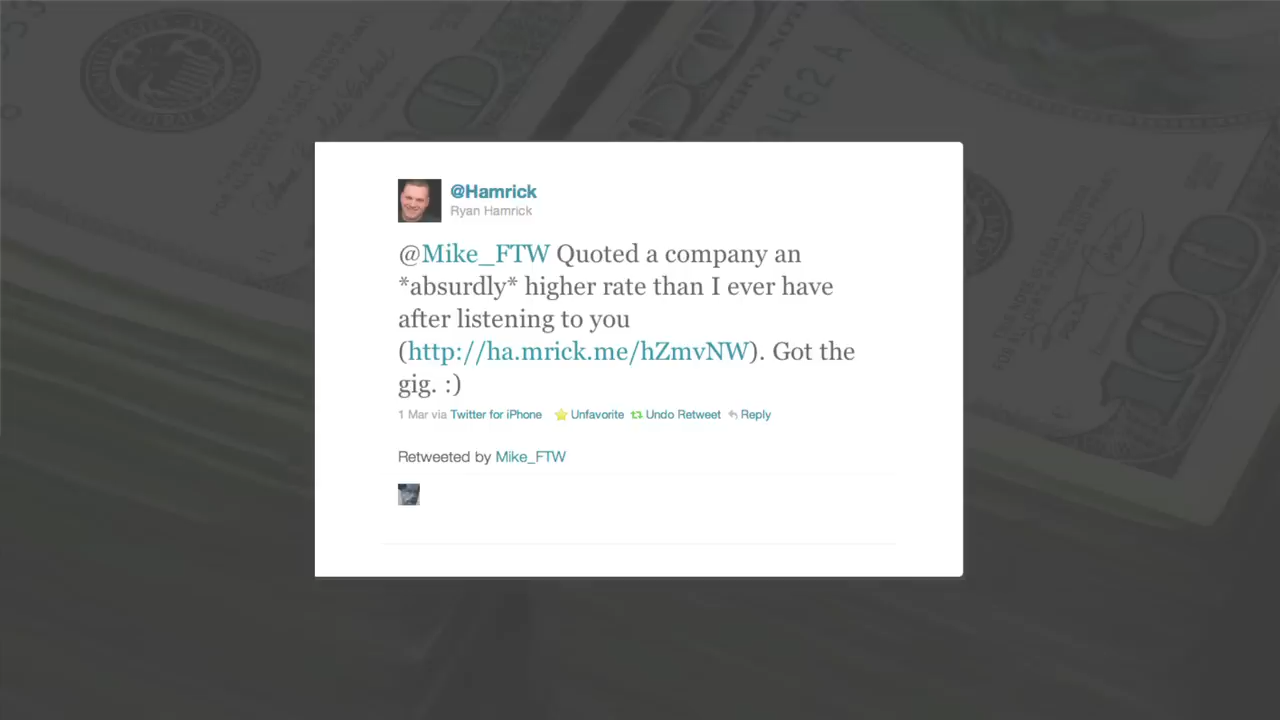 @Hamrick
Ryan Hamrick
@Mike_FTW Quoted a company an
*absurdly* higher rate than I ever have
after listening to you
(http://ha.mrick.me/hZmvNW). Got the
gig. :)
1 Mar via Twitter for iPhone Unfavorite Undo Retweet Reply
Retweeted by Mike_FTW